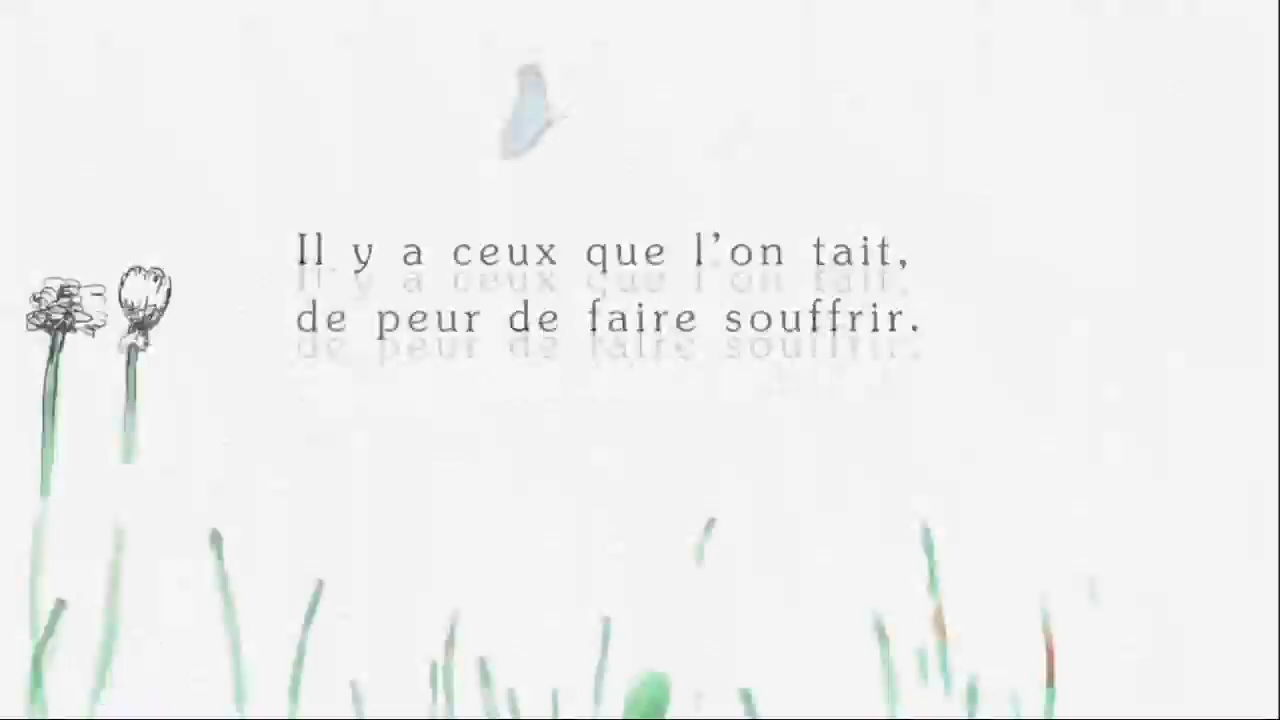 Il y a ceux que l’on tait,
de peur de faire souffrir.